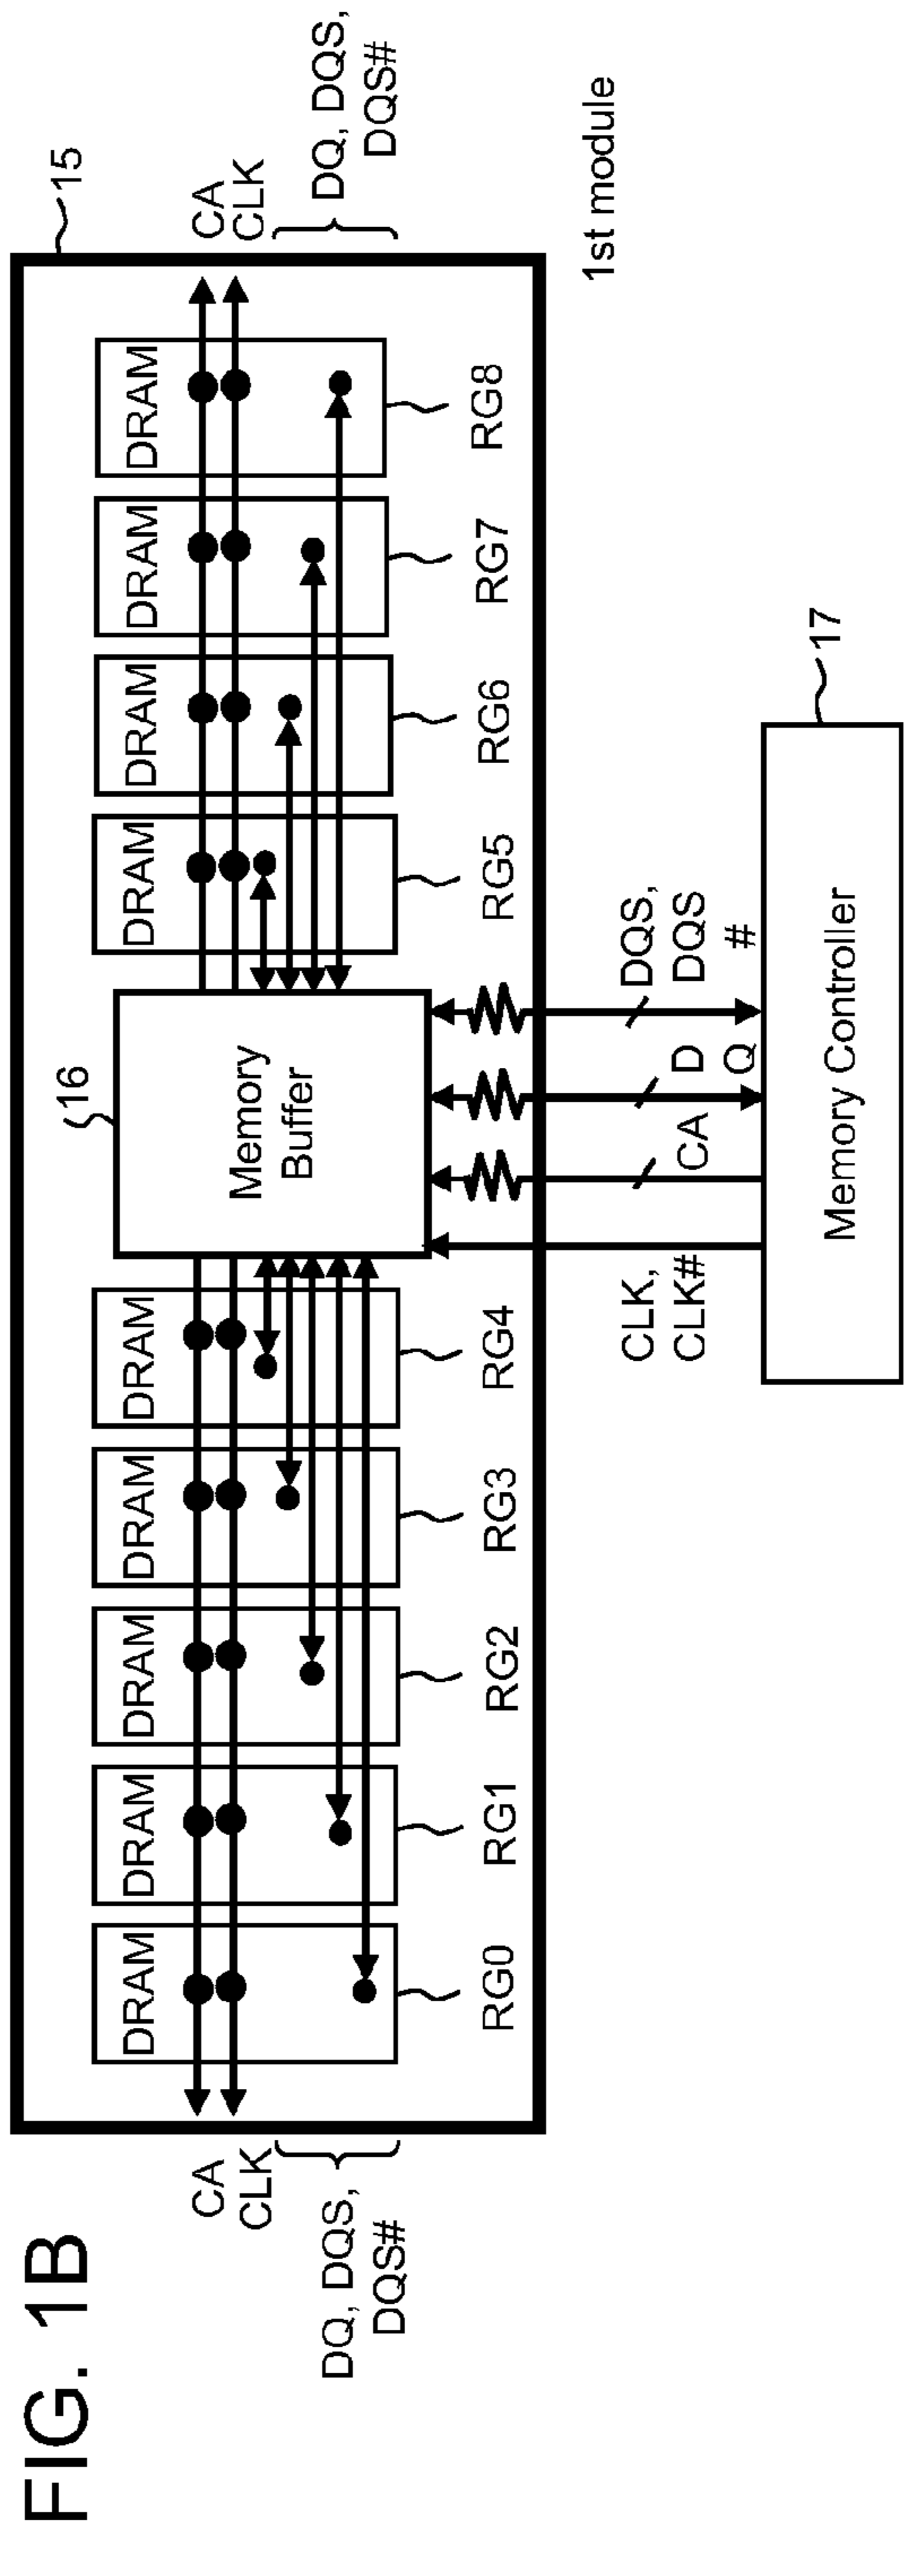 FIG. 1B
15
CA
CLK
DQ, DQS,
DQS#
CA
CLK
DQ, DQS,
DQS#
DRAM
DRAM
DRAM
DRAM
DRAM
16
Memory
Buffer
DRAM
DRAM
DRAM
DRAM
RG0
RG1
RG2
RG3
RG4
RG5
RG6
RG7
RG8
1st module
CLK,
CLK#
CA
D
Q
DQS,
DQS
#
17
Memory Controller